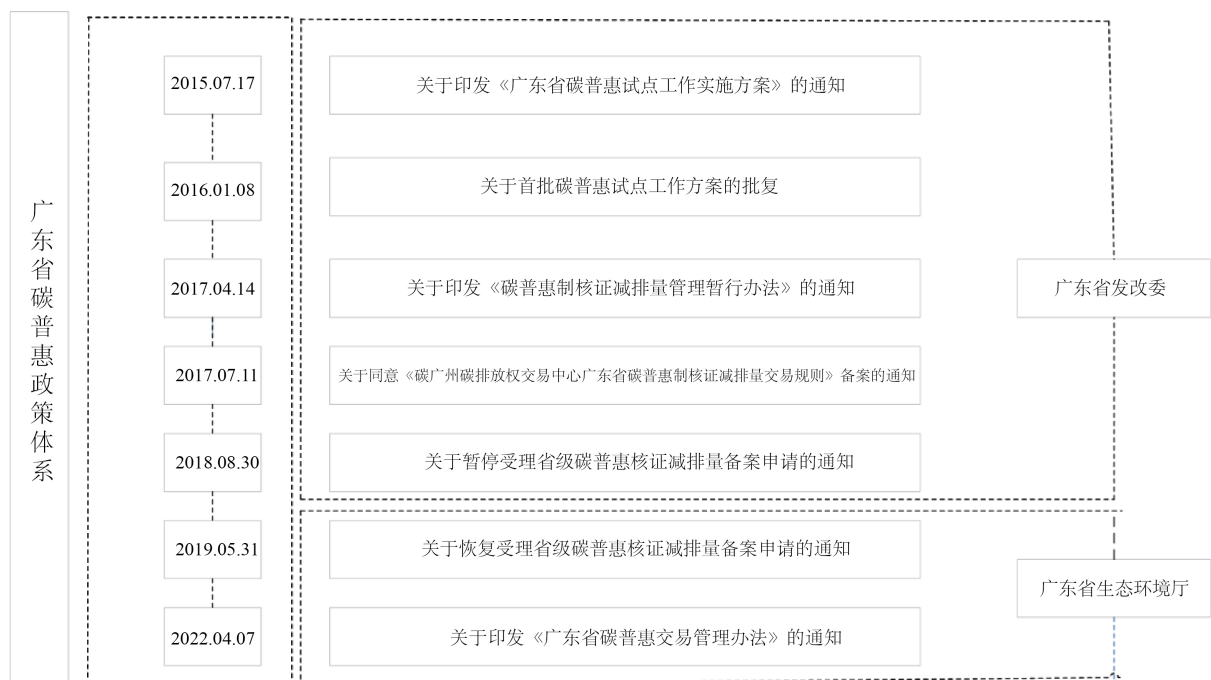 广东省碳普惠政策体系
2015.07.17
关于印发《广东省碳普惠试点工作实施方案》的通知
2016.01.08
关于首批碳普惠试点工作方案的批复
2017.04.14
关于印发《碳普惠制核证减排量管理暂行办法》的通知
广东省发改委
2017.07.11
关于同意《碳广州碳排放权交易中心广东省碳普惠制核证减排量交易规则》备案的通知
2018.08.30
关于暂停受理省级碳普惠核证减排量备案申请的通知
2019.05.31
关于恢复受理省级碳普惠核证减排量备案申请的通知
广东省生态环境厅
2022.04.07
关于印发《广东省碳普惠交易管理办法》的通知